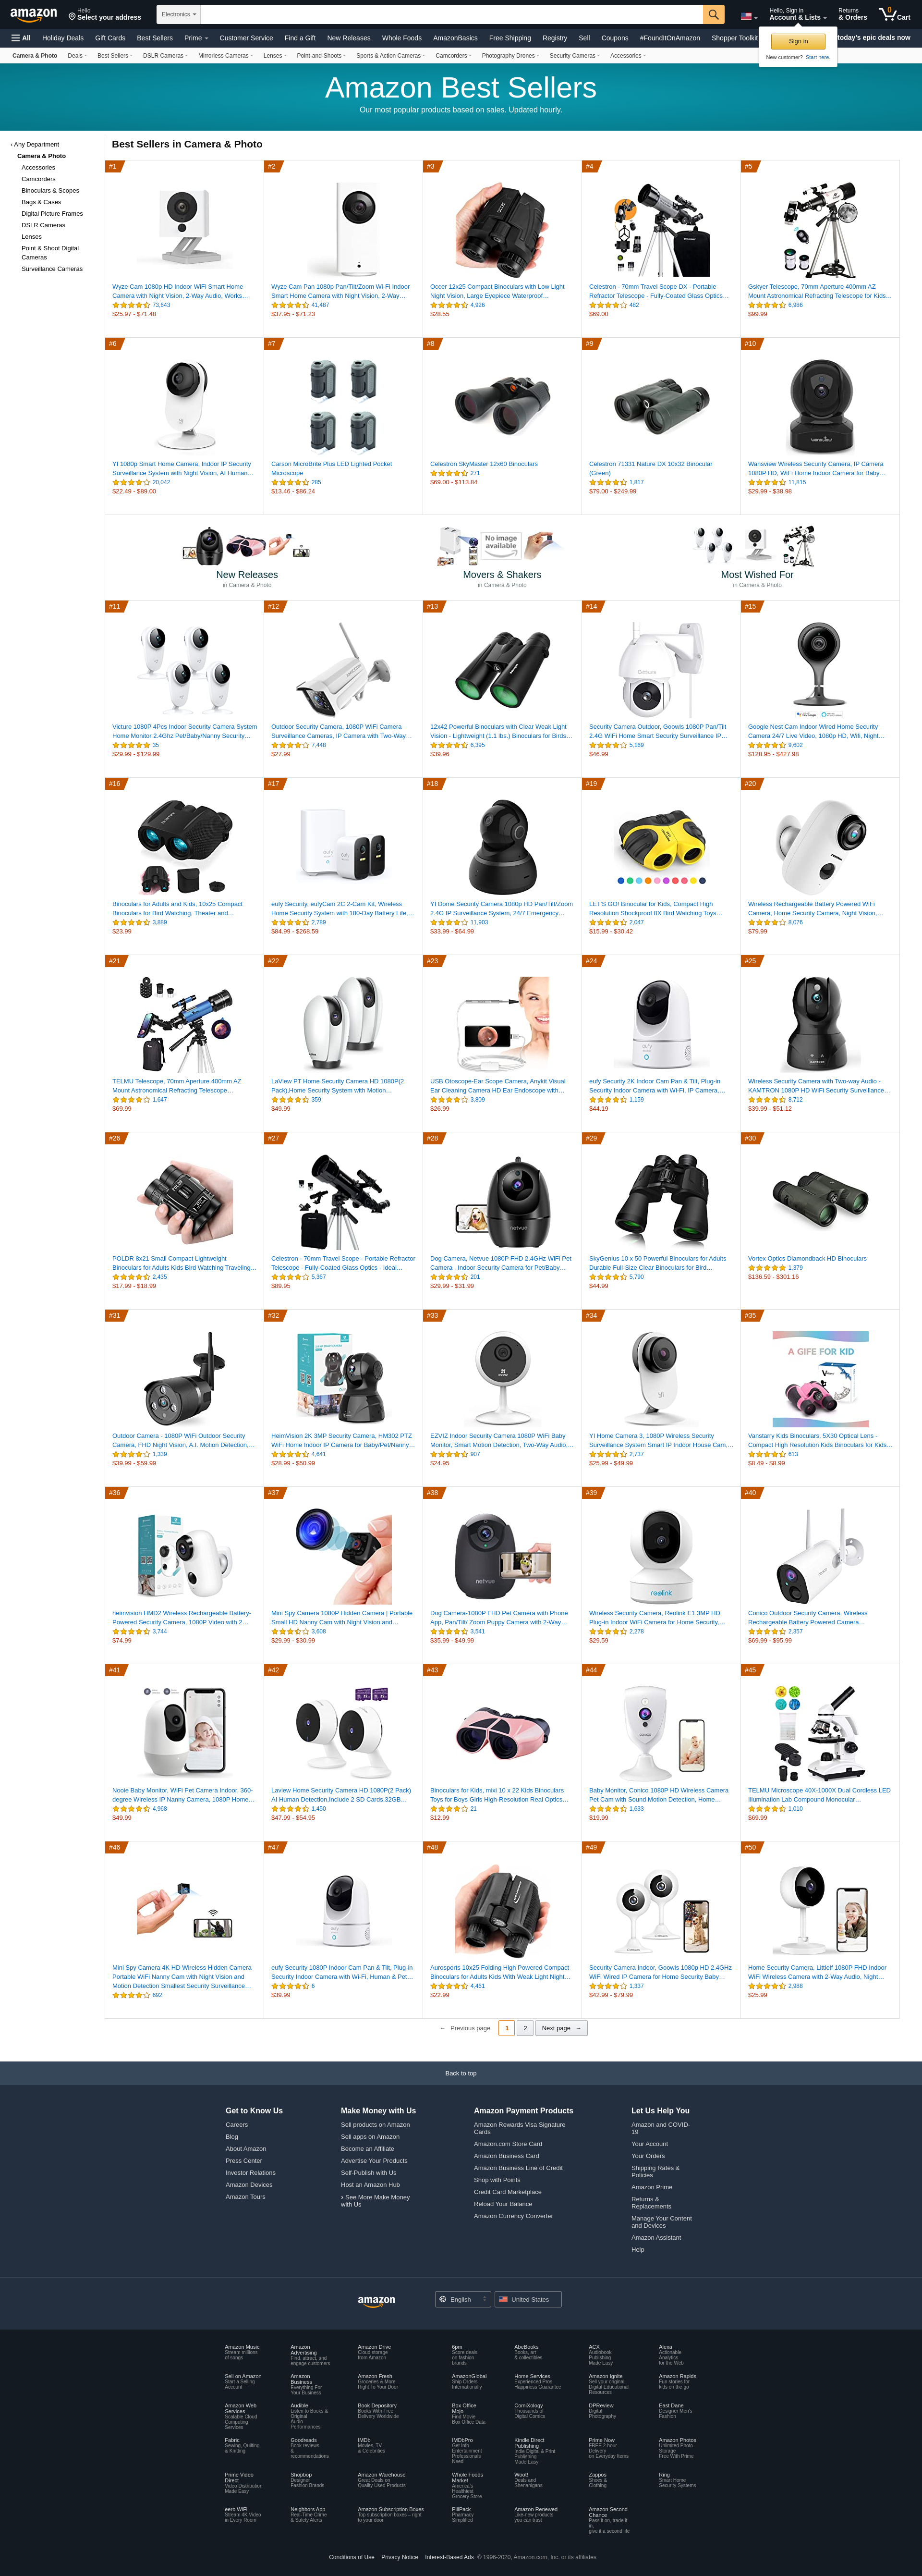 amazon
Hello
Select your address
Electronics
Hello, Sign in
Account & Lists
Returns
& Orders
0
Cart
All
Holiday Deals
Gift Cards
Best Sellers
Prime
Customer Service
Find a Gift
New Releases
Whole Foods
AmazonBasics
Free Shipping
Registry
Sell
Coupons
#FoundItOnAmazon
Shopper Toolkit
today's epic deals now
Sign in
New customer? Start here.
Camera & Photo
Deals
Best Sellers
DSLR Cameras
Mirrorless Cameras
Lenses
Point-and-Shoots
Sports & Action Cameras
Camcorders
Photography Drones
Security Cameras
Accessories
Amazon Best Sellers
Our most popular products based on sales. Updated hourly.
‹ Any Department
Camera & Photo
Accessories
Camcorders
Binoculars & Scopes
Bags & Cases
Digital Picture Frames
DSLR Cameras
Lenses
Point & Shoot Digital
Cameras
Surveillance Cameras
Best Sellers in Camera & Photo
#1
Wyze Cam 1080p HD Indoor WiFi Smart Home
Camera with Night Vision, 2-Way Audio, Works…
73,643
$25.97 - $71.48
#2
Wyze Cam Pan 1080p Pan/Tilt/Zoom Wi-Fi Indoor
Smart Home Camera with Night Vision, 2-Way…
41,487
$37.95 - $71.23
#3
Occer 12x25 Compact Binoculars with Low Light
Night Vision, Large Eyepiece Waterproof…
4,926
$28.55
#4
Celestron - 70mm Travel Scope DX - Portable
Refractor Telescope - Fully-Coated Glass Optics…
482
$69.00
#5
Gskyer Telescope, 70mm Aperture 400mm AZ
Mount Astronomical Refracting Telescope for Kids…
6,986
$99.99
#6
YI 1080p Smart Home Camera, Indoor IP Security
Surveillance System with Night Vision, AI Human…
20,042
$22.49 - $89.00
#7
Carson MicroBrite Plus LED Lighted Pocket
Microscope
285
$13.46 - $86.24
#8
Celestron SkyMaster 12x60 Binoculars
271
$69.00 - $113.84
#9
Celestron 71331 Nature DX 10x32 Binocular
(Green)
1,817
$79.00 - $249.99
#10
Wansview Wireless Security Camera, IP Camera
1080P HD, WiFi Home Indoor Camera for Baby…
11,815
$29.99 - $38.98
New Releases
in Camera & Photo
No image
available
Movers & Shakers
in Camera & Photo
Most Wished For
in Camera & Photo
#11
Victure 1080P 4Pcs Indoor Security Camera System
Home Monitor 2.4Ghz Pet/Baby/Nanny Security…
35
$29.99 - $129.99
#12
Outdoor Security Camera, 1080P WiFi Camera
Surveillance Cameras, IP Camera with Two-Way…
7,448
$27.99
#13
12x42 Powerful Binoculars with Clear Weak Light
Vision - Lightweight (1.1 lbs.) Binoculars for Birds…
6,395
$39.96
#14
Security Camera Outdoor, Goowls 1080P Pan/Tilt
2.4G WiFi Home Smart Security Surveillance IP…
5,169
$46.99
#15
Google Nest Cam Indoor Wired Home Security
Camera 24/7 Live Video, 1080p HD, Wifi, Night…
9,602
$128.95 - $427.98
#16
Binoculars for Adults and Kids, 10x25 Compact
Binoculars for Bird Watching, Theater and…
3,889
$23.99
#17
eufy Security, eufyCam 2C 2-Cam Kit, Wireless
Home Security System with 180-Day Battery Life,…
2,789
$84.99 - $268.59
#18
YI Dome Security Camera 1080p HD Pan/Tilt/Zoom
2.4G IP Surveillance System, 24/7 Emergency…
11,903
$33.99 - $64.99
#19
LET'S GO! Binocular for Kids, Compact High
Resolution Shockproof 8X Bird Watching Toys…
2,047
$15.99 - $30.42
#20
Wireless Rechargeable Battery Powered WiFi
Camera, Home Security Camera, Night Vision,…
8,076
$79.99
#21
TELMU Telescope, 70mm Aperture 400mm AZ
Mount Astronomical Refracting Telescope…
1,647
$69.99
#22
LaView PT Home Security Camera HD 1080P(2
Pack),Home Security System with Motion…
359
$49.99
#23
USB Otoscope-Ear Scope Camera, Anykit Visual
Ear Cleaning Camera HD Ear Endoscope with…
3,809
$26.99
#24
eufy Security 2K Indoor Cam Pan & Tilt, Plug-in
Security Indoor Camera with Wi-Fi, IP Camera,…
1,159
$44.19
#25
Wireless Security Camera with Two-way Audio -
KAMTRON 1080P HD WiFi Security Surveillance…
8,712
$39.99 - $51.12
#26
POLDR 8x21 Small Compact Lightweight
Binoculars for Adults Kids Bird Watching Traveling…
2,435
$17.99 - $18.99
#27
Celestron - 70mm Travel Scope - Portable Refractor
Telescope - Fully-Coated Glass Optics - Ideal…
5,367
$89.95
#28
netvue
Dog Camera, Netvue 1080P FHD 2.4GHz WiFi Pet
Camera , Indoor Security Camera for Pet/Baby…
201
$29.99 - $31.99
#29
SkyGenius 10 x 50 Powerful Binoculars for Adults
Durable Full-Size Clear Binoculars for Bird…
5,790
$44.99
#30
Vortex Optics Diamondback HD Binoculars
1,379
$136.59 - $301.16
#31
Outdoor Camera - 1080P WiFi Outdoor Security
Camera, FHD Night Vision, A.I. Motion Detection,…
1,339
$39.99 - $59.99
#32
HeimVision 2K 3MP Security Camera, HM302 PTZ
WiFi Home Indoor IP Camera for Baby/Pet/Nanny…
4,641
$28.99 - $50.99
#33
EZVIZ Indoor Security Camera 1080P WiFi Baby
Monitor, Smart Motion Detection, Two-Way Audio,…
907
$24.95
#34
YI Home Camera 3, 1080P Wireless Security
Surveillance System Smart IP Indoor House Cam,…
2,737
$25.99 - $49.99
#35
A GIFE FOR KID
Vanstarry Kids Binoculars, 5X30 Optical Lens -
Compact High Resolution Kids Binoculars for Kids…
613
$8.49 - $8.99
#36
heimvision HMD2 Wireless Rechargeable Battery-
Powered Security Camera, 1080P Video with 2…
3,744
$74.99
#37
Mini Spy Camera 1080P Hidden Camera | Portable
Small HD Nanny Cam with Night Vision and…
3,608
$29.99 - $30.99
#38
netvue
Dog Camera-1080P FHD Pet Camera with Phone
App, Pan/Tilt/ Zoom Puppy Camera with 2-Way…
3,541
$35.99 - $49.99
#39
reolink
Wireless Security Camera, Reolink E1 3MP HD
Plug-in Indoor WiFi Camera for Home Security,…
2,278
$29.59
#40
Conico Outdoor Security Camera, Wireless
Rechargeable Battery Powered Camera…
2,357
$69.99 - $95.99
#41
Nooie Baby Monitor, WiFi Pet Camera Indoor, 360-
degree Wireless IP Nanny Camera, 1080P Home…
4,968
$49.99
#42
Laview Home Security Camera HD 1080P(2 Pack)
AI Human Detection,Include 2 SD Cards,32GB…
1,450
$47.99 - $54.95
#43
Binoculars for Kids, mixi 10 x 22 Kids Binoculars
Toys for Boys Girls High-Resolution Real Optics…
21
$12.99
#44
Baby Monitor, Conico 1080P HD Wireless Camera
Pet Cam with Sound Motion Detection, Home…
1,633
$19.99
#45
TELMU Microscope 40X-1000X Dual Cordless LED
Illumination Lab Compound Monocular…
1,010
$69.99
#46
Mini Spy Camera 4K HD Wireless Hidden Camera
Portable WiFi Nanny Cam with Night Vision and
Motion Detection Smallest Security Surveillance…
692
#47
eufy Security 1080P Indoor Cam Pan & Tilt, Plug-in
Security Indoor Camera with Wi-Fi, Human & Pet…
6
$39.99
#48
Aurosports 10x25 Folding High Powered Compact
Binoculars for Adults Kids With Weak Light Night…
4,461
$22.99
#49
Security Camera Indoor, Goowls 1080p HD 2.4GHz
WiFi Wired IP Camera for Home Security Baby…
1,337
$42.99 - $79.99
#50
Home Security Camera, Littlelf 1080P FHD Indoor
WiFi Wireless Camera with 2-Way Audio, Night…
2,988
$25.99
← Previous page
1
2
Next page →
Back to top
Get to Know Us
Careers
Blog
About Amazon
Press Center
Investor Relations
Amazon Devices
Amazon Tours
Make Money with Us
Sell products on Amazon
Sell apps on Amazon
Become an Affiliate
Advertise Your Products
Self-Publish with Us
Host an Amazon Hub
› See More Make Money
with Us
Amazon Payment Products
Amazon Rewards Visa Signature
Cards
Amazon.com Store Card
Amazon Business Card
Amazon Business Line of Credit
Shop with Points
Credit Card Marketplace
Reload Your Balance
Amazon Currency Converter
Let Us Help You
Amazon and COVID-
19
Your Account
Your Orders
Shipping Rates &
Policies
Amazon Prime
Returns &
Replacements
Manage Your Content
and Devices
Amazon Assistant
Help
amazon
English
United States
Amazon Music
Stream millions
of songs
Amazon
Advertising
Find, attract, and
engage customers
Amazon Drive
Cloud storage
from Amazon
6pm
Score deals
on fashion
brands
AbeBooks
Books, art
& collectibles
ACX
Audiobook
Publishing
Made Easy
Alexa
Actionable
Analytics
for the Web
Sell on Amazon
Start a Selling
Account
Amazon
Business
Everything For
Your Business
Amazon Fresh
Groceries & More
Right To Your Door
AmazonGlobal
Ship Orders
Internationally
Home Services
Experienced Pros
Happiness Guarantee
Amazon Ignite
Sell your original
Digital Educational
Resources
Amazon Rapids
Fun stories for
kids on the go
Amazon Web
Services
Scalable Cloud
Computing
Services
Audible
Listen to Books &
Original
Audio
Performances
Book Depository
Books With Free
Delivery Worldwide
Box Office
Mojo
Find Movie
Box Office Data
ComiXology
Thousands of
Digital Comics
DPReview
Digital
Photography
East Dane
Designer Men's
Fashion
Fabric
Sewing, Quilting
& Knitting
Goodreads
Book reviews
&
recommendations
IMDb
Movies, TV
& Celebrities
IMDbPro
Get Info
Entertainment
Professionals
Need
Kindle Direct
Publishing
Indie Digital & Print
Publishing
Made Easy
Prime Now
FREE 2-hour
Delivery
on Everyday Items
Amazon Photos
Unlimited Photo
Storage
Free With Prime
Prime Video
Direct
Video Distribution
Made Easy
Shopbop
Designer
Fashion Brands
Amazon Warehouse
Great Deals on
Quality Used Products
Whole Foods
Market
America's
Healthiest
Grocery Store
Woot!
Deals and
Shenanigans
Zappos
Shoes &
Clothing
Ring
Smart Home
Security Systems
eero WiFi
Stream 4K Video
in Every Room
Neighbors App
Real-Time Crime
& Safety Alerts
Amazon Subscription Boxes
Top subscription boxes – right
to your door
PillPack
Pharmacy
Simplified
Amazon Renewed
Like-new products
you can trust
Amazon Second
Chance
Pass it on, trade it
in,
give it a second life
Conditions of Use
Privacy Notice
Interest-Based Ads
© 1996-2020, Amazon.com, Inc. or its affiliates